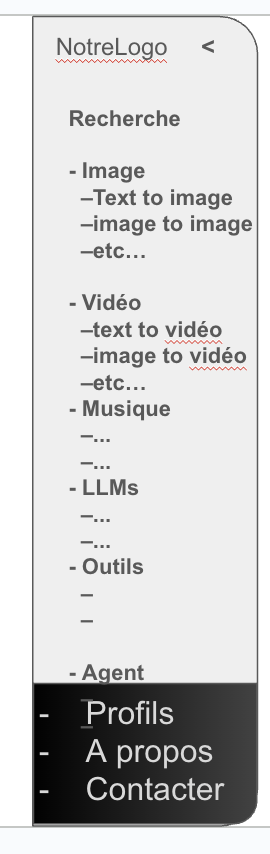 NotreLogo <
Recherche
- Image
–Text to image
–image to image
–etc…
- Vidéo
–text to vidéo
–image to vidéo
–etc…
- Musique
–...
–...
- LLMs
–...
–...
- Outils
–
–
- Agent
–
- Profils
–
- A propos
- Contacter